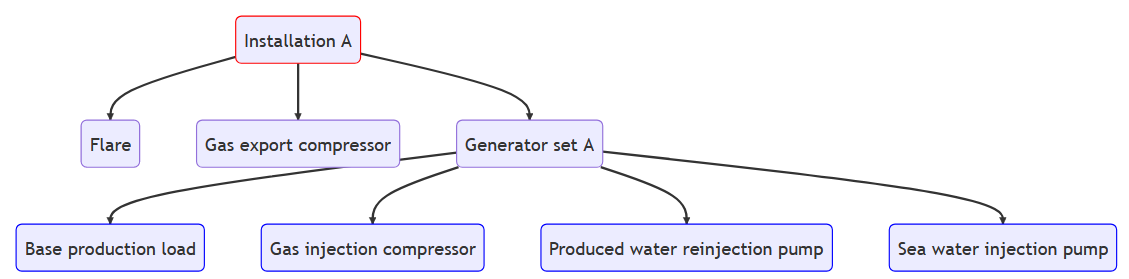 Installation A
Flare
Gas export compressor
Generator set A
Base production load
Gas injection compressor
Produced water reinjection pump
Sea water injection pump